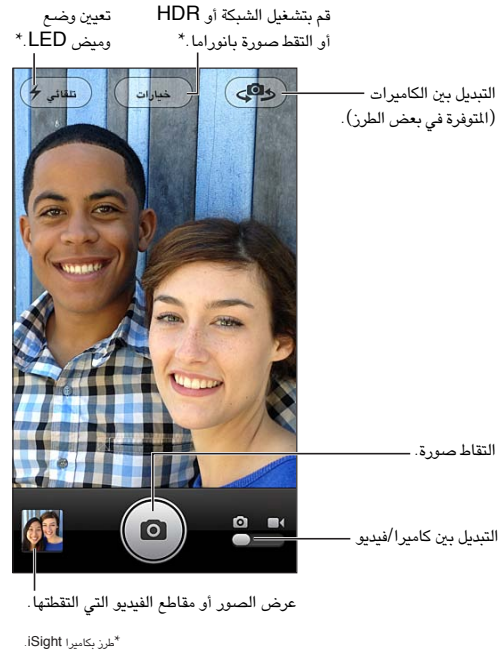 تعيين وضع
وميض LED.*
قم بتشغيل الشبكة أو HDR
أو التقط صورة بانوراما.*
تلقائي
خيارات
التبديل بين الكاميرات
(المتوفرة في بعض الطرز).
التقاط صورة.
التبديل بين كاميرا/فيديو
عرض الصور أو مقاطع الفيديو التي التقطتها.
*طرز بكاميرا iSight.